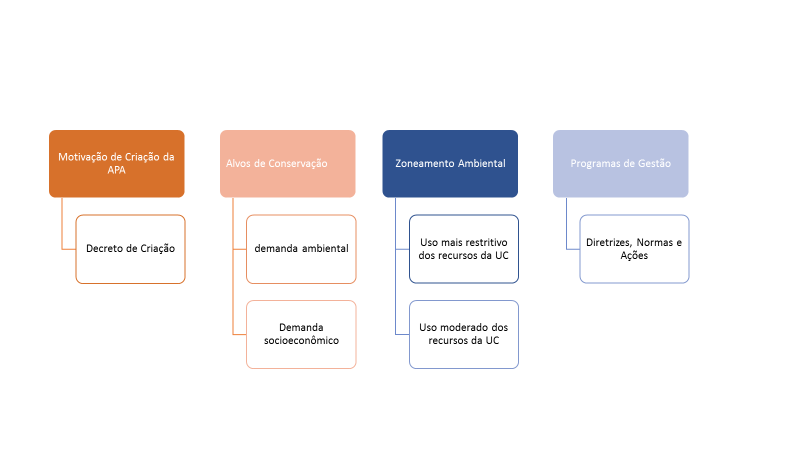 Motivação de Criação da
APA
Decreto de Criação
Alvos de Conservação
demanda ambiental
Demanda
socioeconômico
Zoneamento Ambiental
Uso mais restritivo
dos recursos da UC
Uso moderado dos
recursos da UC
Programas de Gestão
Diretrizes, Normas e
Ações